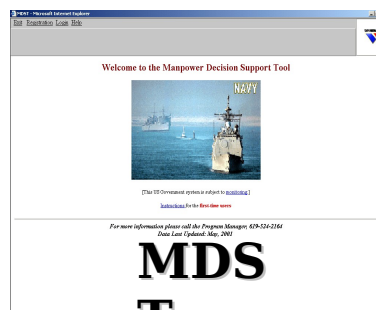 MDST - Microsoft Internet Explorer
Exit Registration Login Help
Welcome to the Manpower Decision Support Tool
NAVY
[This US Government system is subject to monitoring ]
Instructions for the first time users
For more information please call the Program Manager, 619-524-2164
Data Last Updated: May, 2001
MDS
T